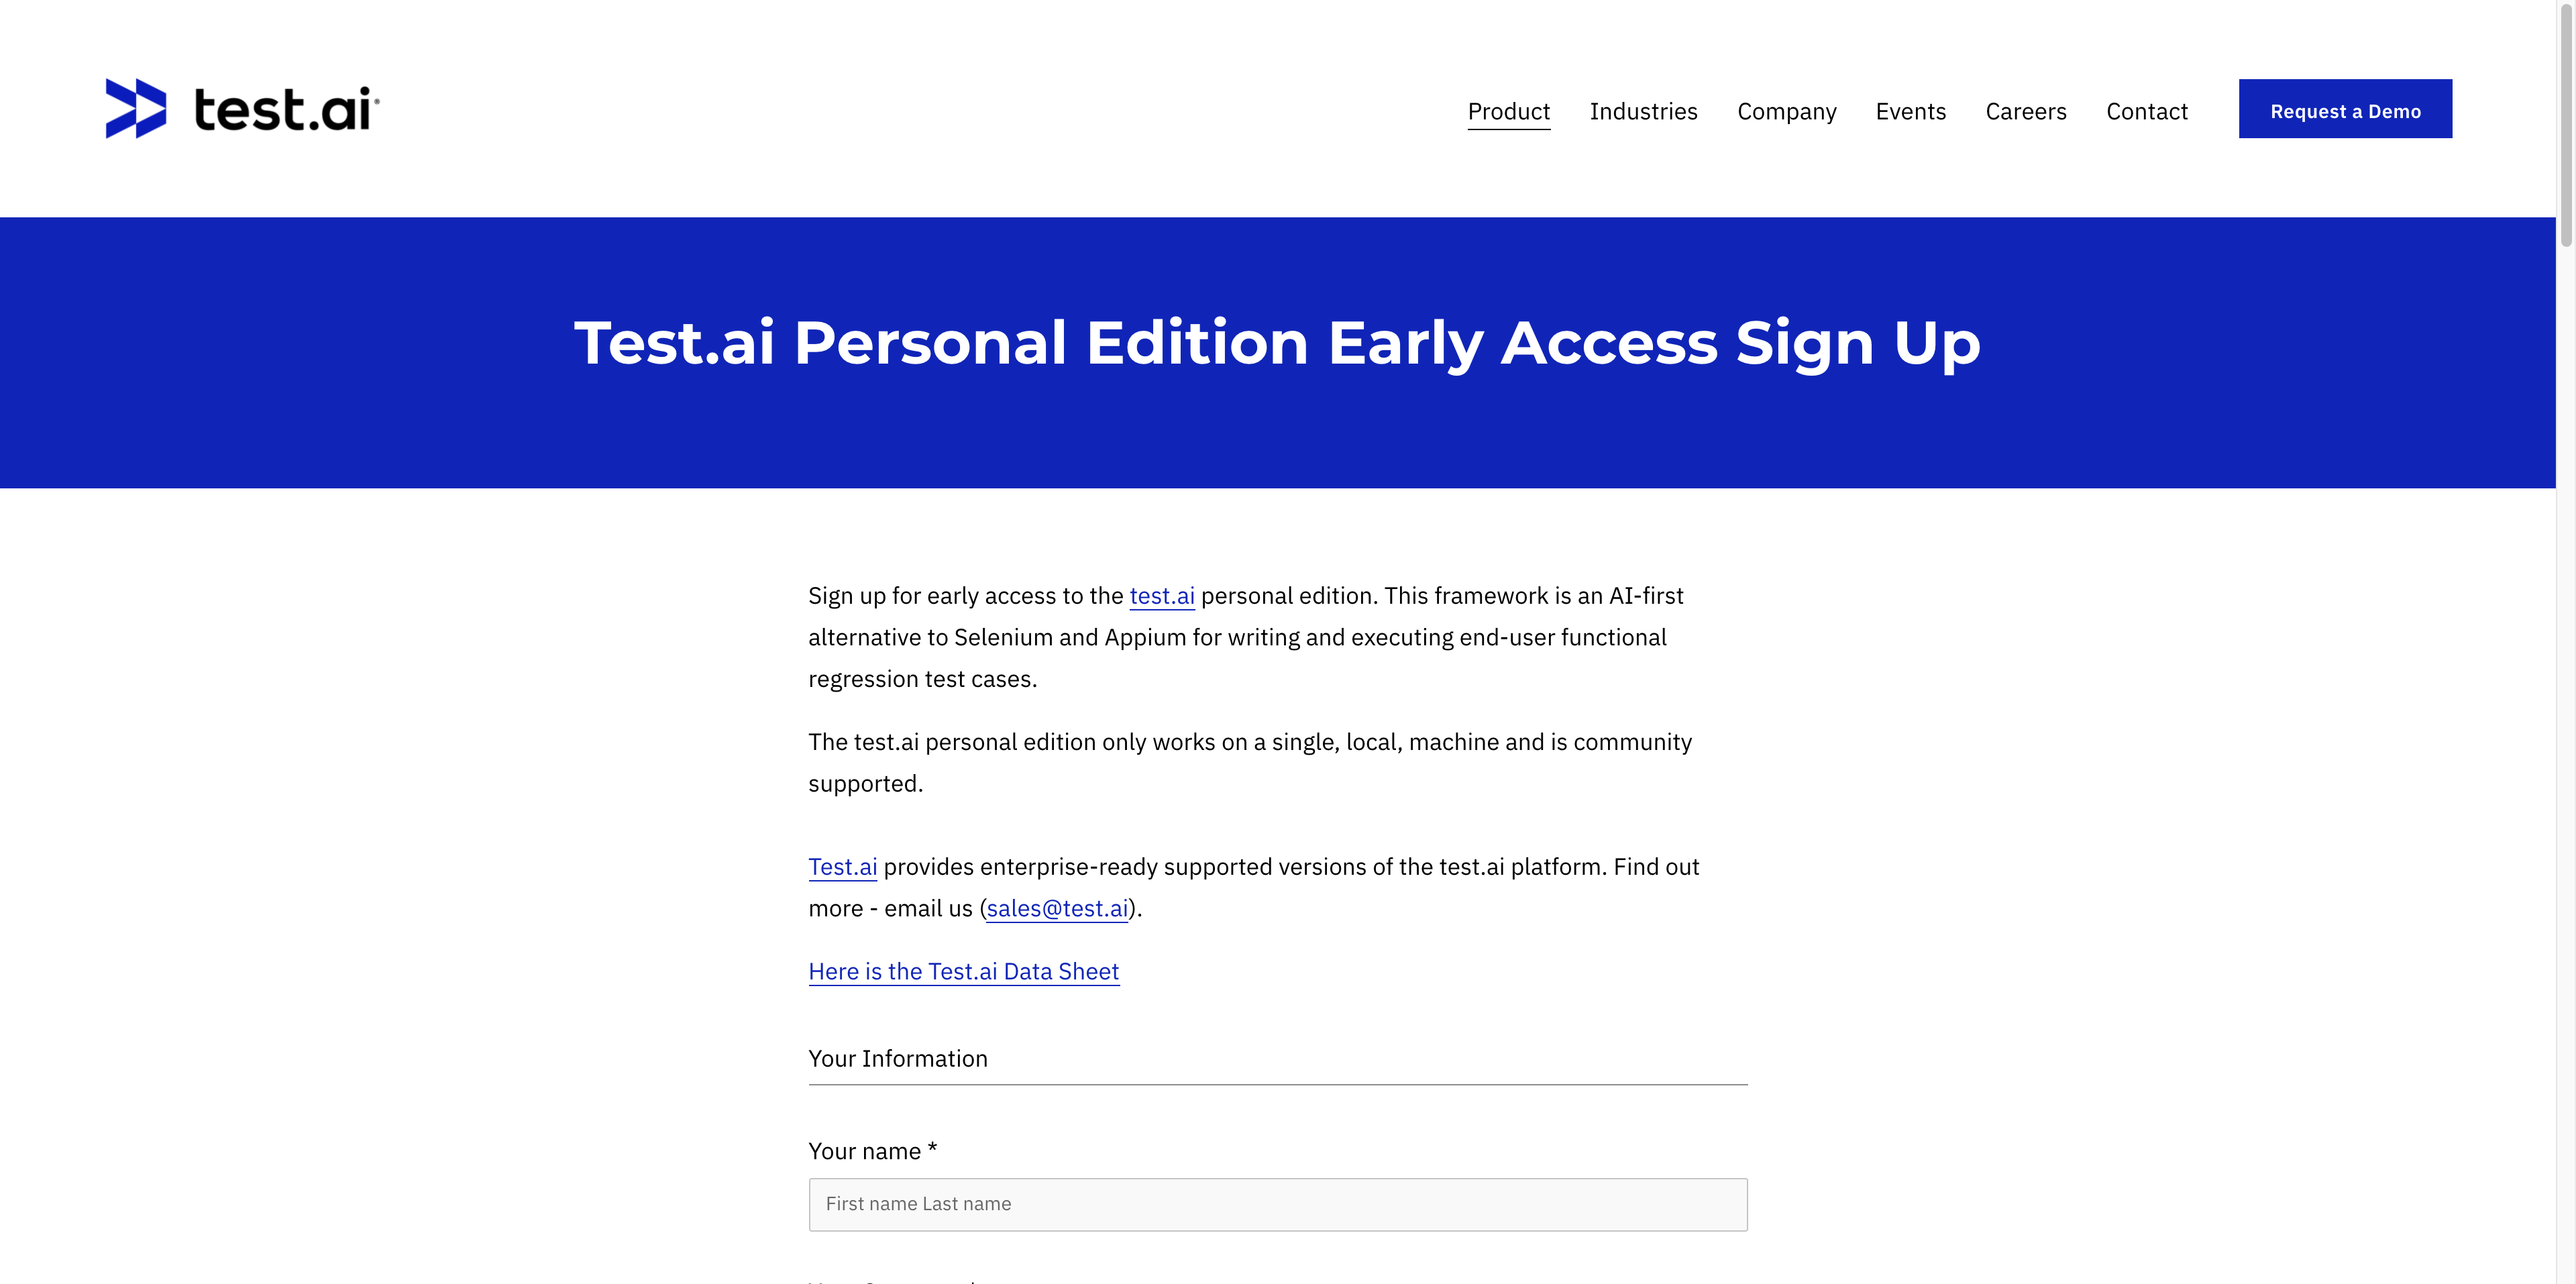 test.ai
Product Industries Company Events Careers Contact Request a Demo
Test.ai Personal Edition Early Access Sign Up
Sign up for early access to the test.ai personal edition. This framework is an AI-first
alternative to Selenium and Appium for writing and executing end-user functional
regression test cases.
The test.ai personal edition only works on a single, local, machine and is community
supported.
Test.ai provides enterprise-ready supported versions of the test.ai platform. Find out
more - email us (sales@test.ai).
Here is the Test.ai Data Sheet
Your Information
Your name *
First name Last name